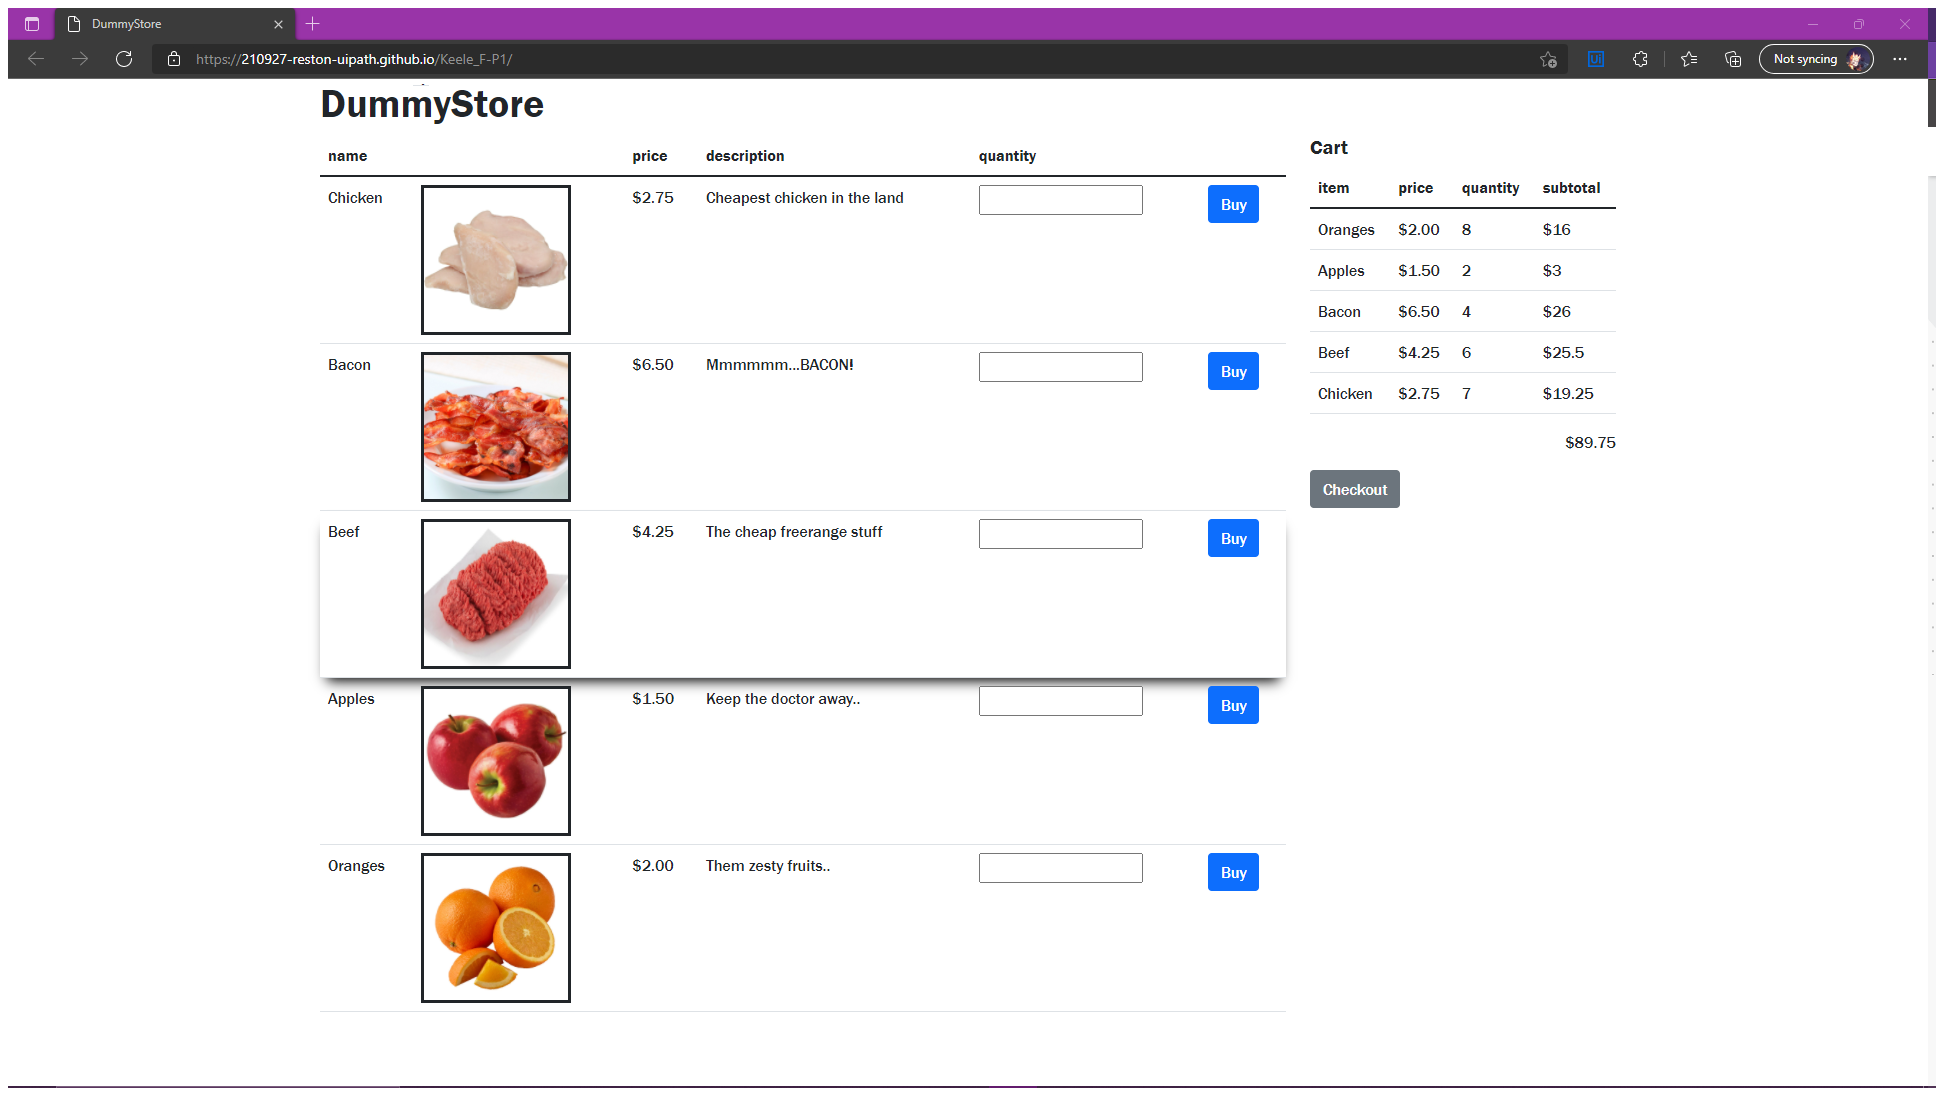 DummyStore
https://210927-reston-uipath.github.io/Keele_F-P1/
Ui
Not syncing
DummyStore
name price description quantity
Chicken $2.75 Cheapest chicken in the land Buy
Bacon $6.50 Mmmmmm...BACON! Buy
Beef $4.25 The cheap freerange stuff Buy
Apples $1.50 Keep the doctor away.. Buy
Oranges $2.00 Them zesty fruits.. Buy
Cart
item price quantity subtotal
Oranges $2.00 8 $16
Apples $1.50 2 $3
Bacon $6.50 4 $26
Beef $4.25 6 $25.5
Chicken $2.75 7 $19.25
$89.75
Checkout